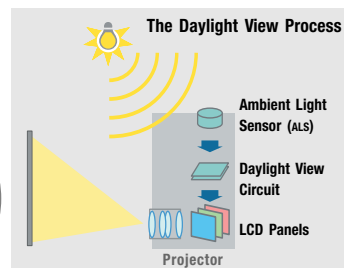 The Daylight View Process
Ambient Light
Sensor (ALS)
Daylight View
Circuit
LCD Panels
Projector